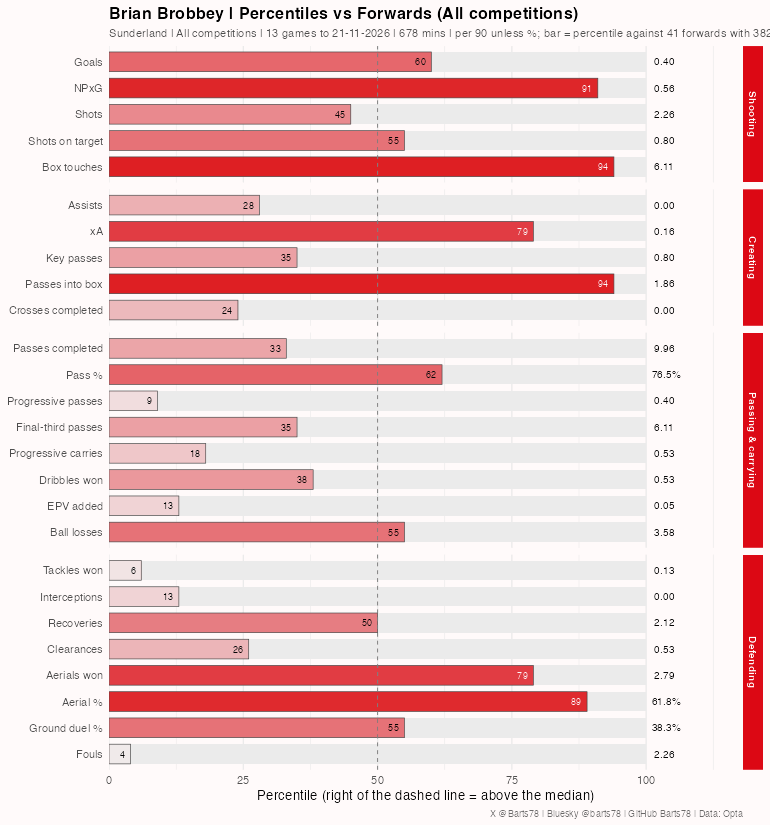 Brian Brobbey | Percentiles vs Forwards (All competitions)
Sunderland | All competitions | 13 games to 21-11-2026 | 678 mins | per 90 unless %; bar = percentile against 41 forwards with 382
Goals 60 0.40
NPxG 91 0.56
Shots 45 2.26
Shots on target 55 0.80
Box touches 94 6.11
Shooting
Assists 28 0.00
xA 79 0.16
Key passes 35 0.80
Passes into box 94 1.86
Crosses completed 24 0.00
Creating
Passes completed 33 9.96
Pass % 62 76.5%
Progressive passes 9 0.40
Final-third passes 35 6.11
Progressive carries 18 0.53
Dribbles won 38 0.53
EPV added 13 0.05
Ball losses 55 3.58
Passing & carrying
Tackles won 6 0.13
Interceptions 13 0.00
Recoveries 50 2.12
Clearances 26 0.53
Aerials won 79 2.79
Aerial % 89 61.8%
Ground duel % 55 38.3%
Fouls 4 2.26
Defending
0 25 50 75 100
Percentile (right of the dashed line = above the median)
X @Barts78 | Bluesky @barts78 | GitHub Barts78 | Data: Opta